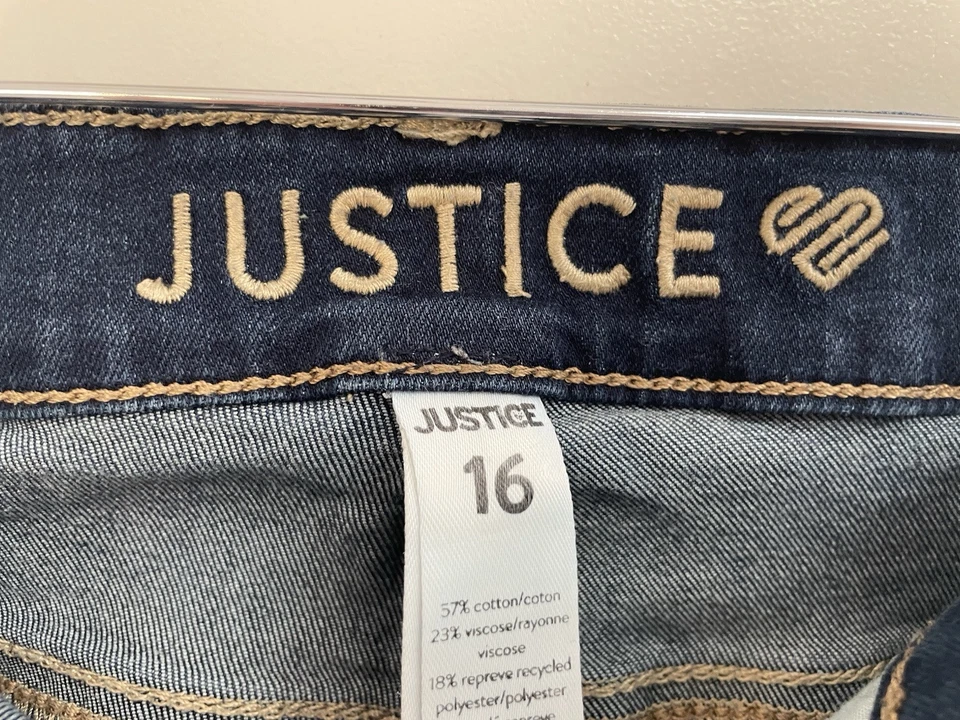 JUSTICE
JUSTICE
16
57% cotton/coton
23% viscose/rayonne
viscose
18% repreve recycled
polyester/polyester